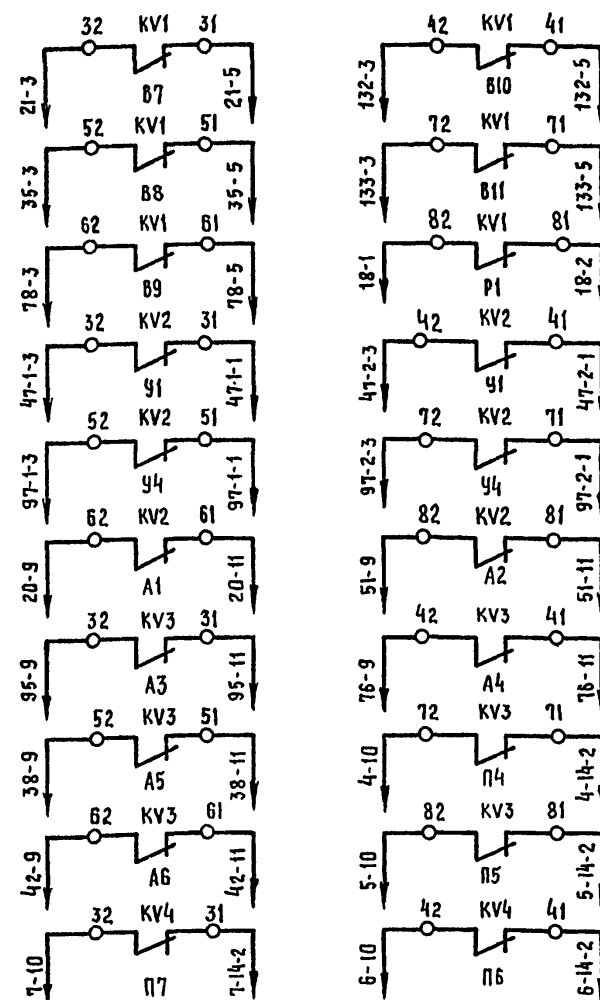 32 KV1 31
21-3 В7 21-5
52 KV1 51
35-3 В8 35-5
62 KV1 61
78-3 В9 78-5
32 KV2 31
47-1-3 У1 47-1-1
52 KV2 51
97-1-3 У4 97-1-1
62 KV2 61
20-9 А1 20-11
32 KV3 31
95-9 А3 95-11
52 KV3 51
38-9 А5 38-11
62 KV3 61
42-9 А6 42-11
32 KV4 31
7-10 П7 7-14-2
42 KV1 41
132-3 В10 132-5
72 KV1 71
133-3 В11 133-5
82 KV1 81
18-1 Р1 18-2
42 KV2 41
47-2-3 У1 47-2-1
72 KV2 71
97-2-3 У4 97-2-1
82 KV2 81
51-9 А2 51-11
42 KV3 41
76-9 А4 76-11
72 KV3 71
4-10 П4 4-14-2
82 KV3 81
5-10 П5 5-14-2
42 KV4 41
6-10 П6 6-14-2